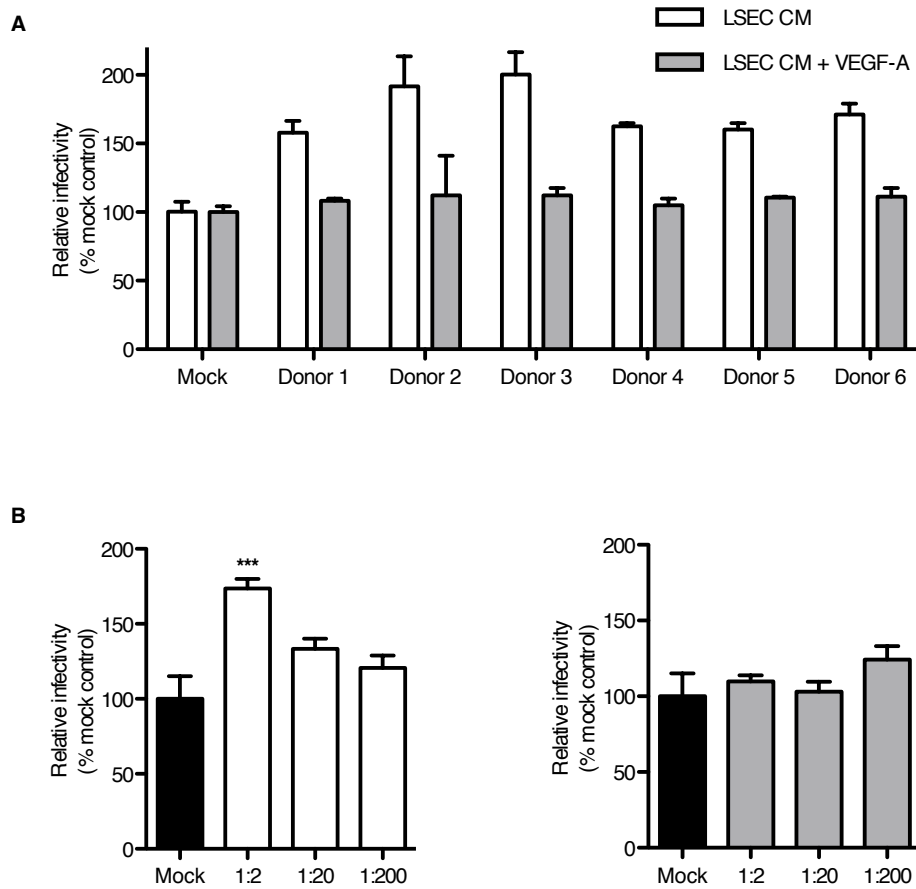 A
LSEC CM
LSEC CM + VEGF-A
Relative infectivity
(% mock control)
200
150
100
50
0
Mock Donor 1 Donor 2 Donor 3 Donor 4 Donor 5 Donor 6
B
Relative infectivity
(% mock control)
200
150
100
50
0
***
Mock 1:2 1:20 1:200
Relative infectivity
(% mock control)
200
150
100
50
0
Mock 1:2 1:20 1:200